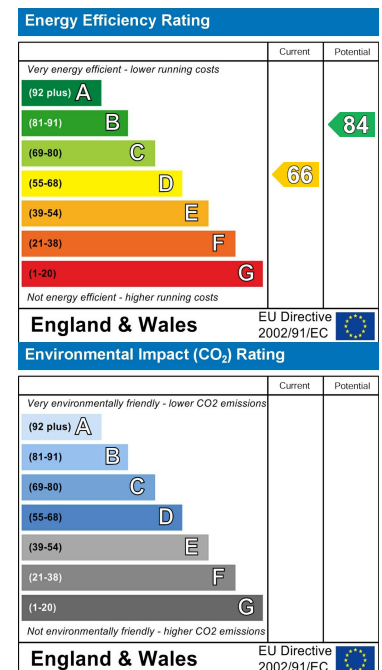 Energy Efficiency Rating
Current Potential
Very energy efficient - lower running costs
(92 plus) A
(81-91) B
84
(69-80) C
(55-68) D
66
(39-54) E
(21-38) F
(1-20) G
Not energy efficient - higher running costs
England & Wales
EU Directive
2002/91/EC
Environmental Impact (CO₂) Rating
Current Potential
Very environmentally friendly - lower CO2 emissions
(92 plus) A
(81-91) B
(69-80) C
(55-68) D
(39-54) E
(21-38) F
(1-20) G
Not environmentally friendly - higher CO2 emissions
England & Wales
EU Directive
2002/91/EC